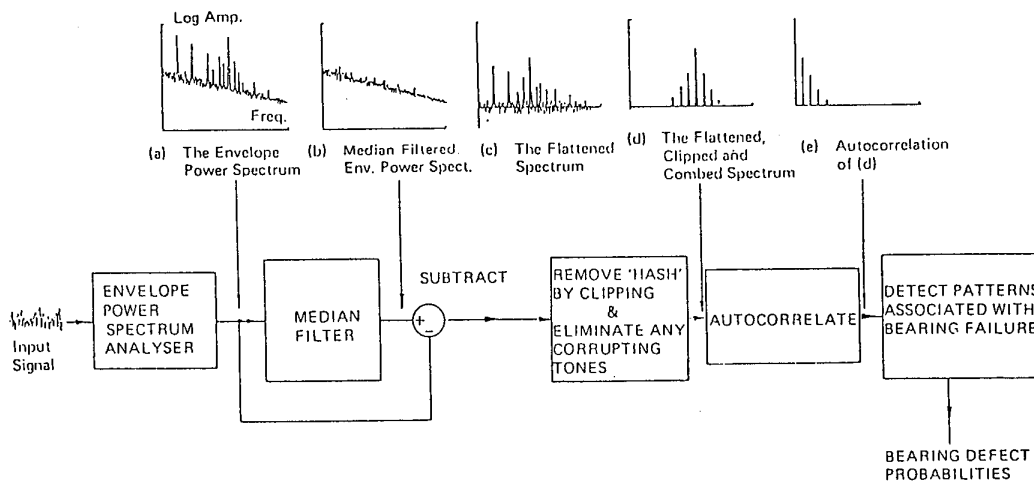 Log Amp.
Freq.
(a) The Envelope
Power Spectrum
(b) Median Filtered.
Env. Power Spect.
(c) The Flattened
Spectrum
(d) The Flattened,
Clipped and
Combed Spectrum
(e) Autocorrelation
of (d)
Input
Signal
ENVELOPE
POWER
SPECTRUM
ANALYSER
MEDIAN
FILTER
SUBTRACT
+
−
REMOVE 'HASH'
BY CLIPPING
&
ELIMINATE ANY
CORRUPTING
TONES
AUTOCORRELATE
DETECT PATTERNS
ASSOCIATED WITH
BEARING FAILURE
BEARING DEFECT
PROBABILITIES